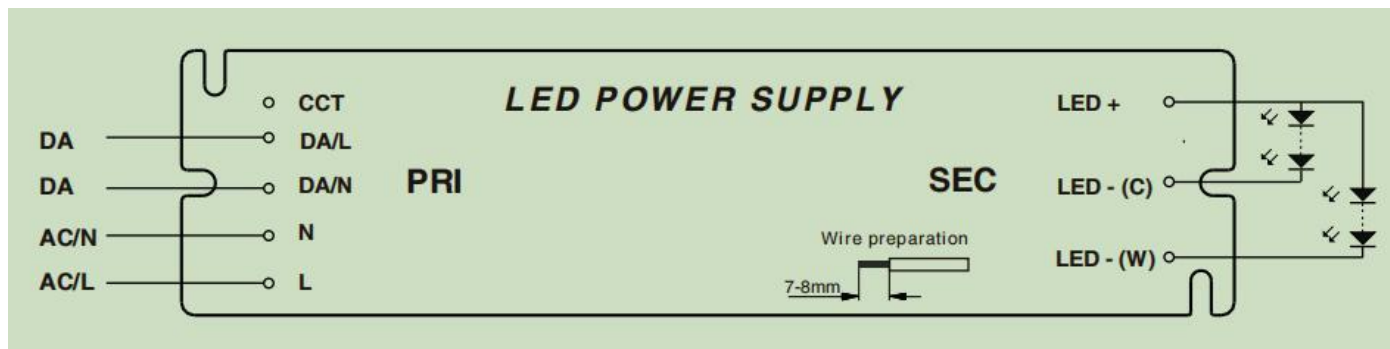 LED POWER SUPPLY
CCT
DA
DA/L
DA
DA/N
AC/N
N
AC/L
L
PRI
SEC
LED +
LED - (C)
LED - (W)
Wire preparation
7-8mm